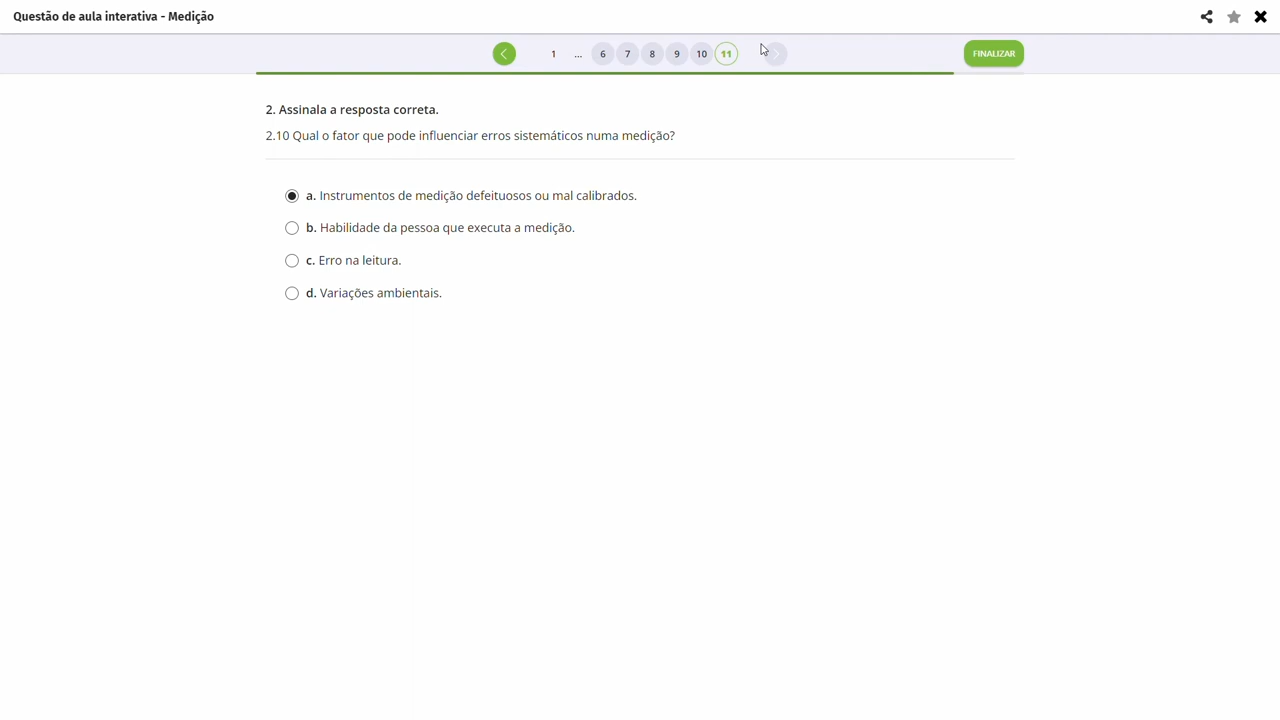 Questão de aula interativa - Medição
1 ... 6 7 8 9 10 11
FINALIZAR
2. Assinala a resposta correta.
2.10 Qual o fator que pode influenciar erros sistemáticos numa medição?
a. Instrumentos de medição defeituosos ou mal calibrados.
b. Habilidade da pessoa que executa a medição.
c. Erro na leitura.
d. Variações ambientais.